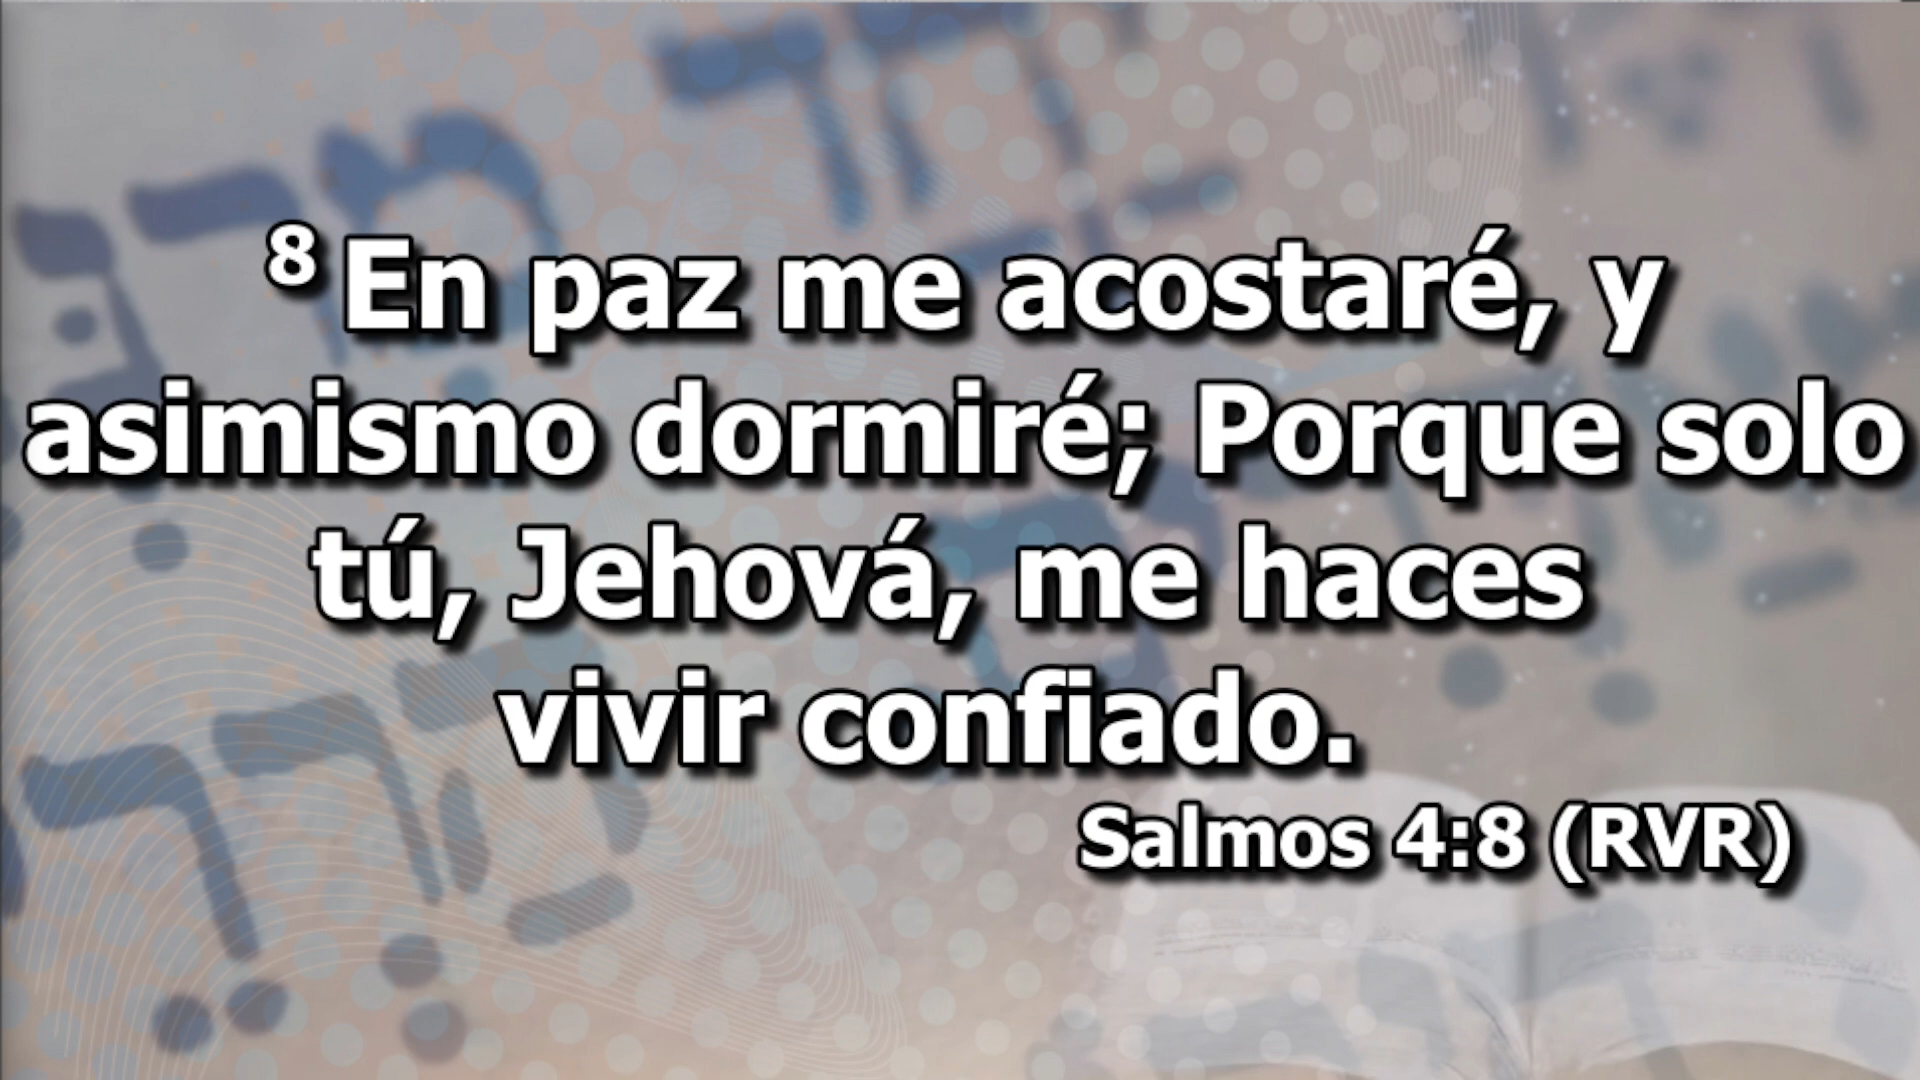 8 En paz me acostaré, y
asimismo dormiré; Porque solo
tú, Jehová, me haces
vivir confiado.
Salmos 4:8 (RVR)